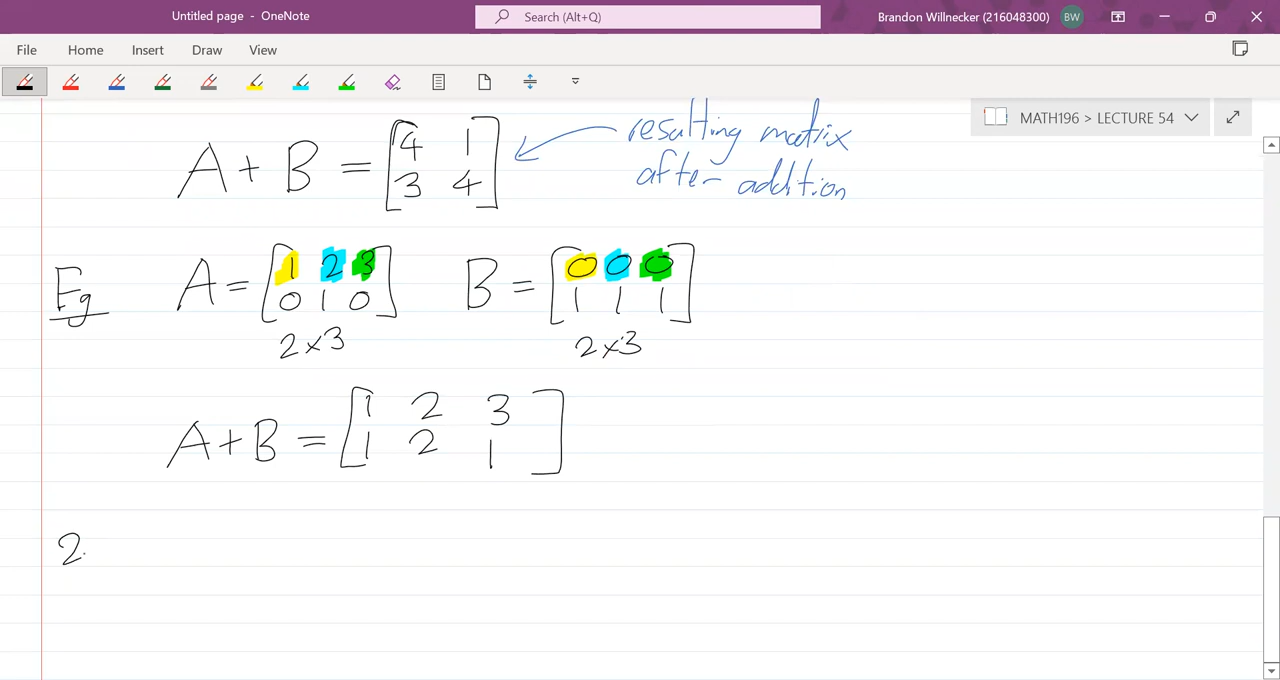 Untitled page - OneNote
Search (Alt+Q)
Brandon Willnecker (216048300)
BW
File Home Insert Draw View
MATH196 > LECTURE 54
resulting matrix
after addition
A + B = [4 1
3 4]
Eg
A = [1 2 3
0 1 0]
2×3
B = [0 0 0
1 1 1]
2×3
A+B = [1 2 3
1 2 1]
2.